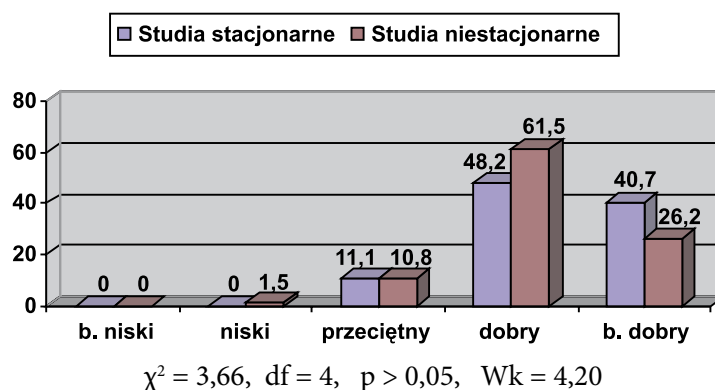 Studia stacjonarne Studia niestacjonarne
80
60
40
20
0
0 0 0 1,5 11,1 10,8 48,2 61,5 40,7 26,2
b. niski niski przeciętny dobry b. dobry
χ² = 3,66, df = 4, p > 0,05, Wk = 4,20